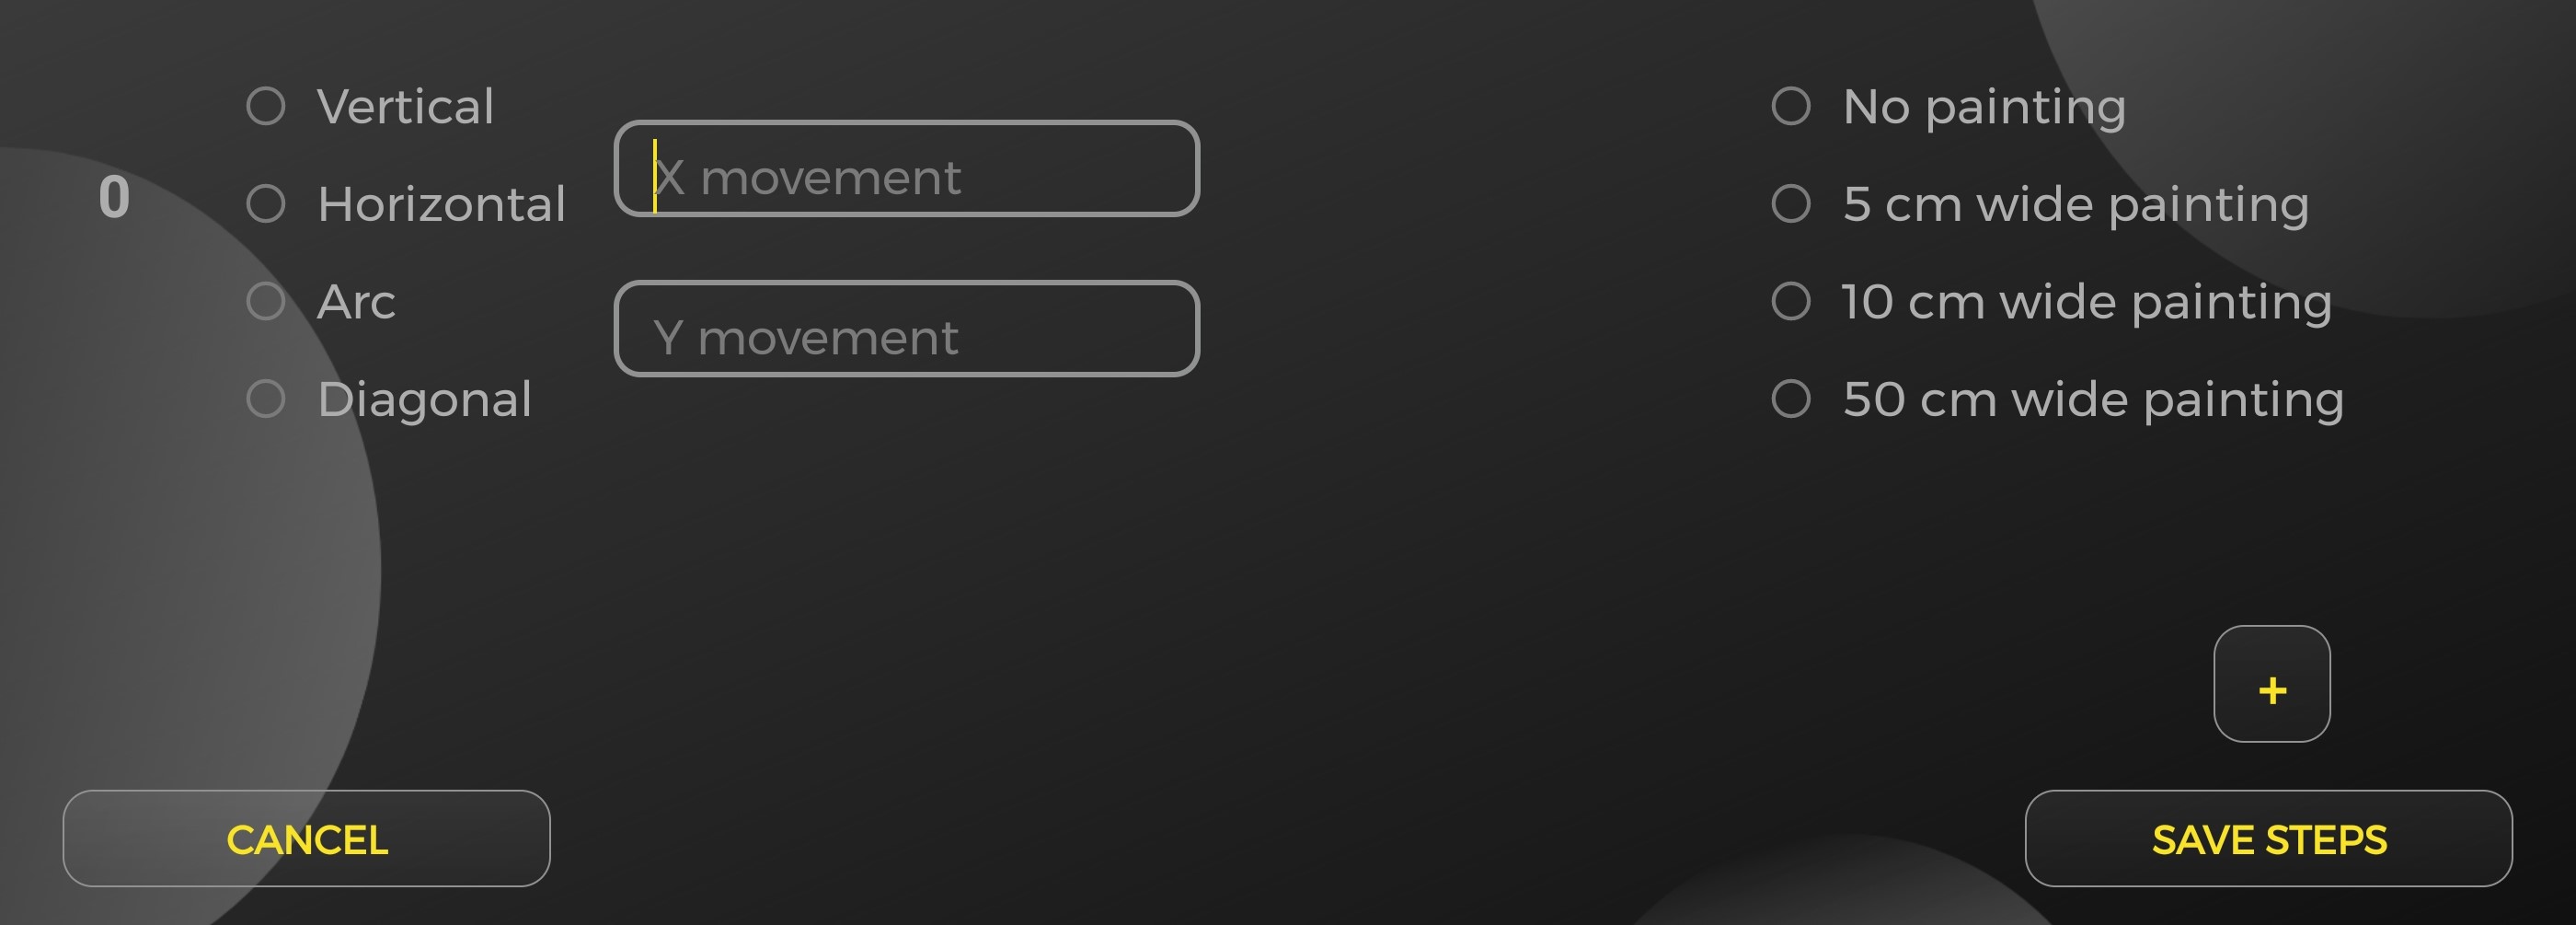 0
Vertical
Horizontal
Arc
Diagonal
X movement
Y movement
No painting
5 cm wide painting
10 cm wide painting
50 cm wide painting
+
CANCEL
SAVE STEPS